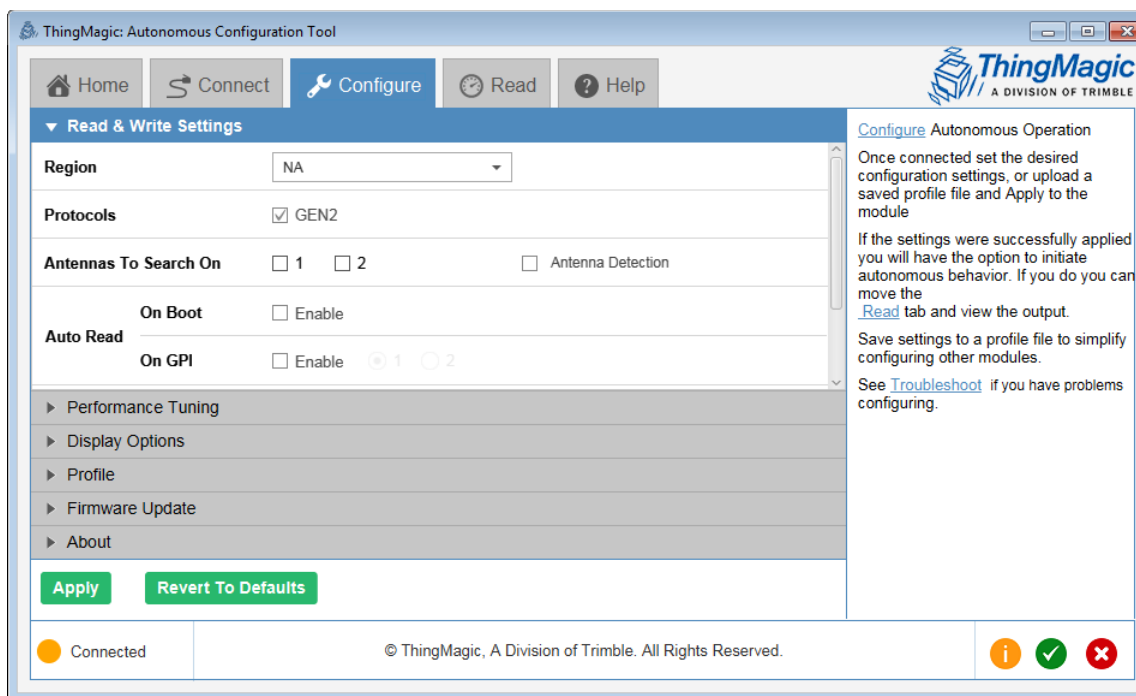 ThingMagic: Autonomous Configuration Tool
Home
Connect
Configure
Read
Help
ThingMagic
A DIVISION OF TRIMBLE
Read & Write Settings
Region
NA
Protocols
GEN2
Antennas To Search On
1
2
Antenna Detection
Auto Read
On Boot
Enable
On GPI
Enable
1
2
Performance Tuning
Display Options
Profile
Firmware Update
About
Apply
Revert To Defaults
Configure Autonomous Operation
Once connected set the desired
configuration settings, or upload a
saved profile file and Apply to the
module
If the settings were successfully applied
you will have the option to initiate
autonomous behavior. If you do you can
move the
Read tab and view the output.
Save settings to a profile file to simplify
configuring other modules.
See Troubleshoot if you have problems
configuring.
Connected
© ThingMagic, A Division of Trimble. All Rights Reserved.